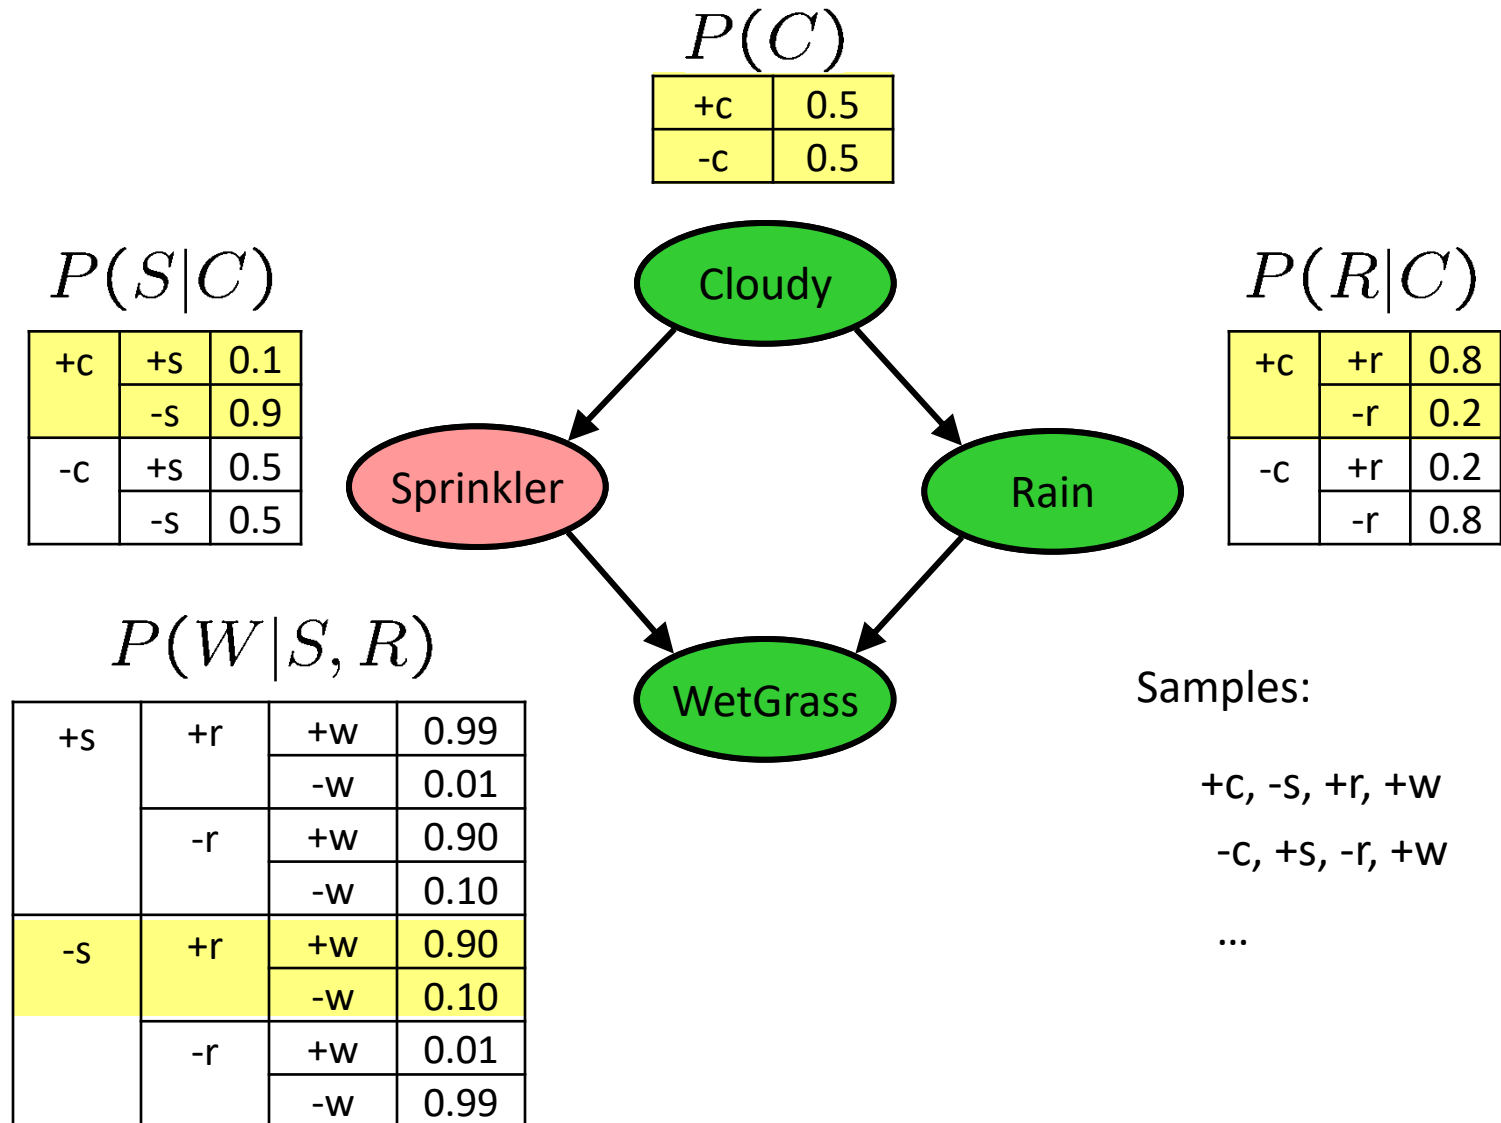 P(C)
+c 0.5
-c 0.5
P(S|C)
+c +s 0.1
-s 0.9
-c +s 0.5
-s 0.5
Cloudy
P(R|C)
+c +r 0.8
-r 0.2
-c +r 0.2
-r 0.8
Sprinkler
Rain
P(W|S, R)
+s +r +w 0.99
-w 0.01
-r +w 0.90
-w 0.10
-s +r +w 0.90
-w 0.10
-r +w 0.01
-w 0.99
WetGrass
Samples:
+c, -s, +r, +w
-c, +s, -r, +w
...